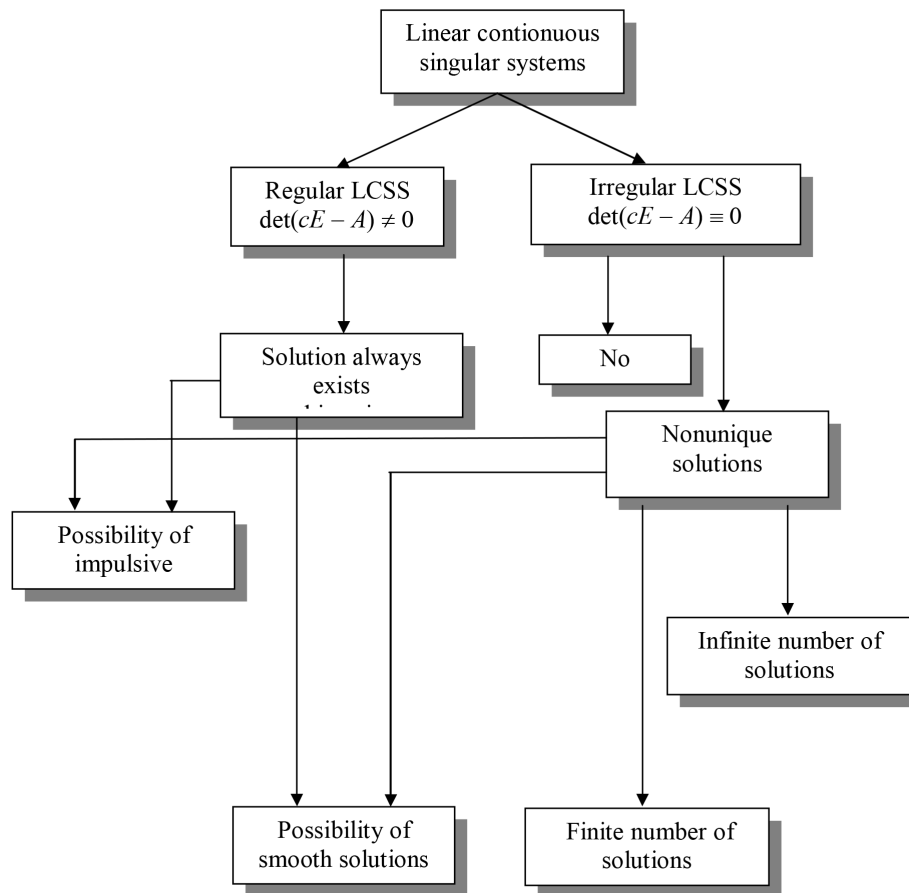 Linear contionuous
singular systems
Regular LCSS
det(cE – A) ≠ 0
Irregular LCSS
det(cE – A) ≡ 0
Solution always
exists
No
Nonunique
solutions
Possibility of
impulsive
Infinite number of
solutions
Possibility of
smooth solutions
Finite number of
solutions